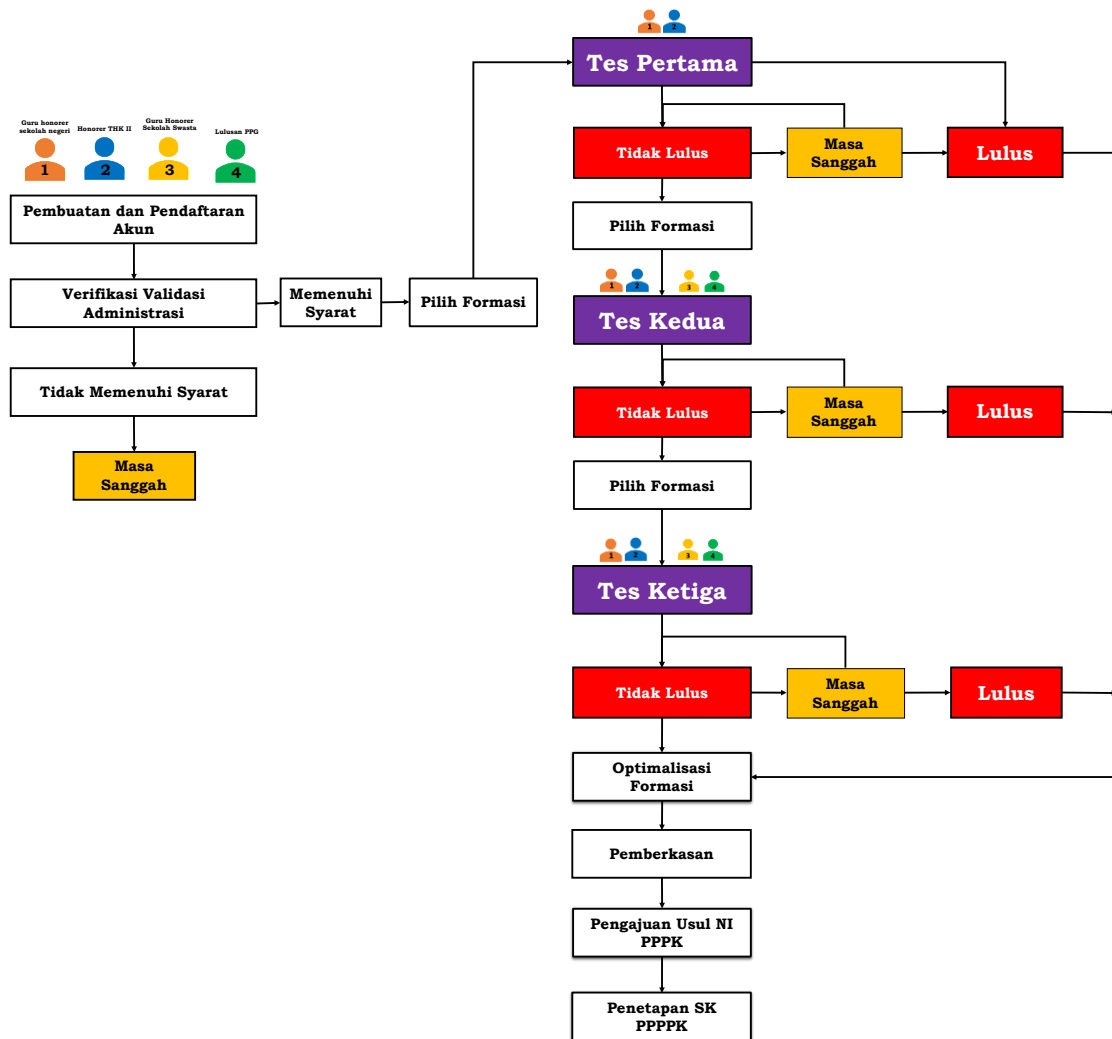 Guru honorer
sekolah negeri
Honorer THK II
Guru Honorer
Sekolah Swasta
Lulusan PPG
1
2
3
4
Pembuatan dan Pendaftaran
Akun
Verifikasi Validasi
Administrasi
Memenuhi
Syarat
Pilih Formasi
Tidak Memenuhi Syarat
Masa
Sanggah
1
2
Tes Pertama
Tidak Lulus
Masa
Sanggah
Lulus
Pilih Formasi
1
2
3
4
Tes Kedua
Tidak Lulus
Masa
Sanggah
Lulus
Pilih Formasi
1
2
3
4
Tes Ketiga
Tidak Lulus
Masa
Sanggah
Lulus
Optimalisasi
Formasi
Pemberkasan
Pengajuan Usul NI
PPPK
Penetapan SK
PPPPK